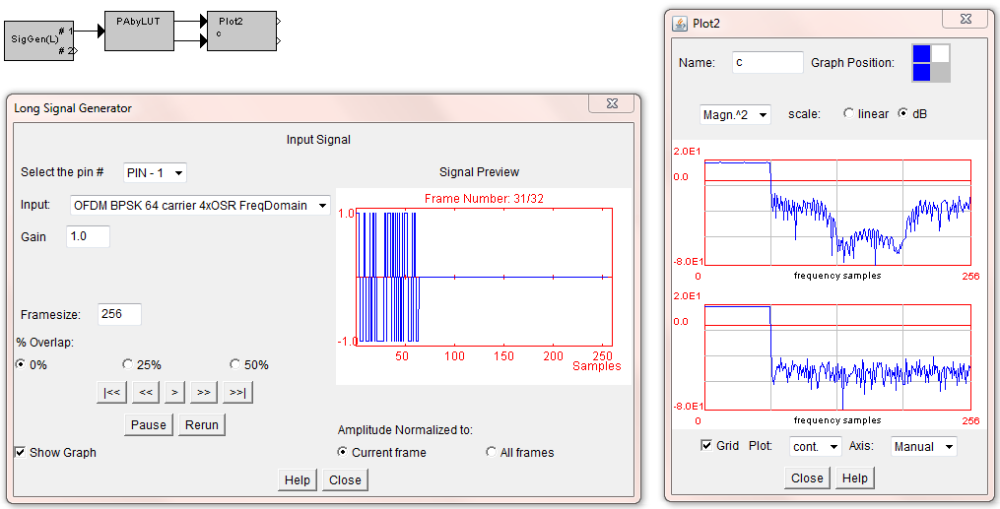 SigGen(L)
# 1
# 2
PAbyLUT
Plot2
c
Long Signal Generator
Input Signal
Select the pin #
PIN - 1
Signal Preview
Input:
OFDM BPSK 64 carrier 4xOSR FreqDomain
Frame Number: 31/32
Gain
1.0
1.0
-1.0
50
100
150
200
250
Samples
Framesize:
256
% Overlap:
0%
25%
50%
|<<
<<
>
>>
>>|
Pause
Rerun
Amplitude Normalized to:
Show Graph
Current frame
All frames
Help
Close
Plot2
Name:
c
Graph Position:
Magn.^2
scale:
linear
dB
2.0E1
0.0
-8.0E1
0
frequency samples
256
2.0E1
0.0
-8.0E1
0
frequency samples
256
Grid
Plot:
cont.
Axis:
Manual
Close
Help